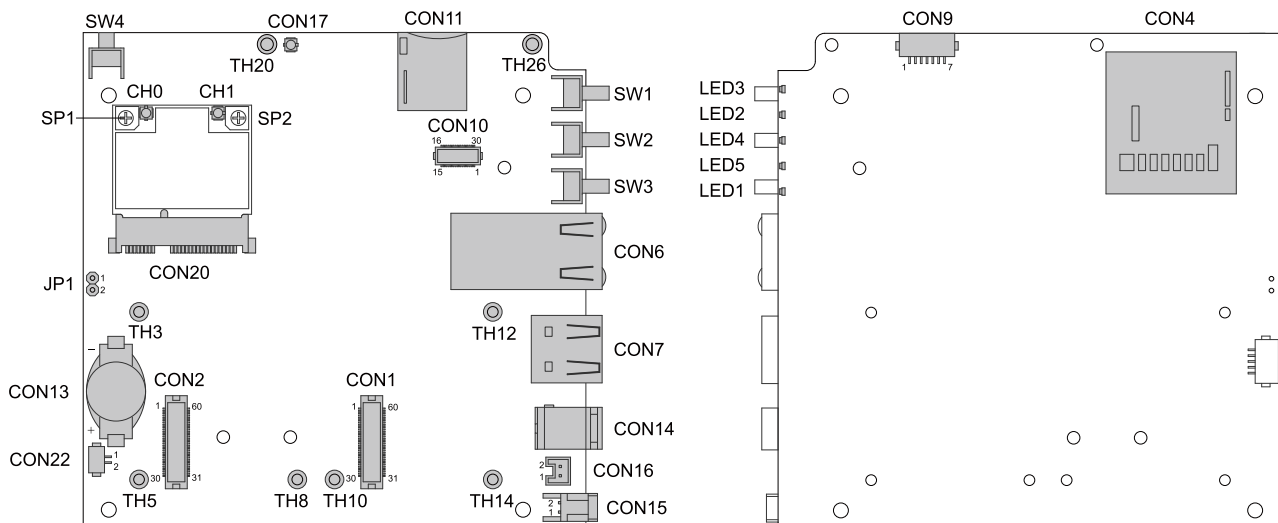 SW4
CON17
CON11
TH20
TH26
CH0
CH1
SP1
SP2
SW1
CON10
16
30
15
1
SW2
SW3
CON6
CON20
JP1
1
2
TH3
TH12
CON7
−
CON13
CON2
CON1
1
60
1
60
+
CON14
CON22
1
2
2
1
CON16
30
31
30
31
TH5
TH8
TH10
TH14
2
1
CON15
CON9
CON4
1
7
LED3
LED2
LED4
LED5
LED1